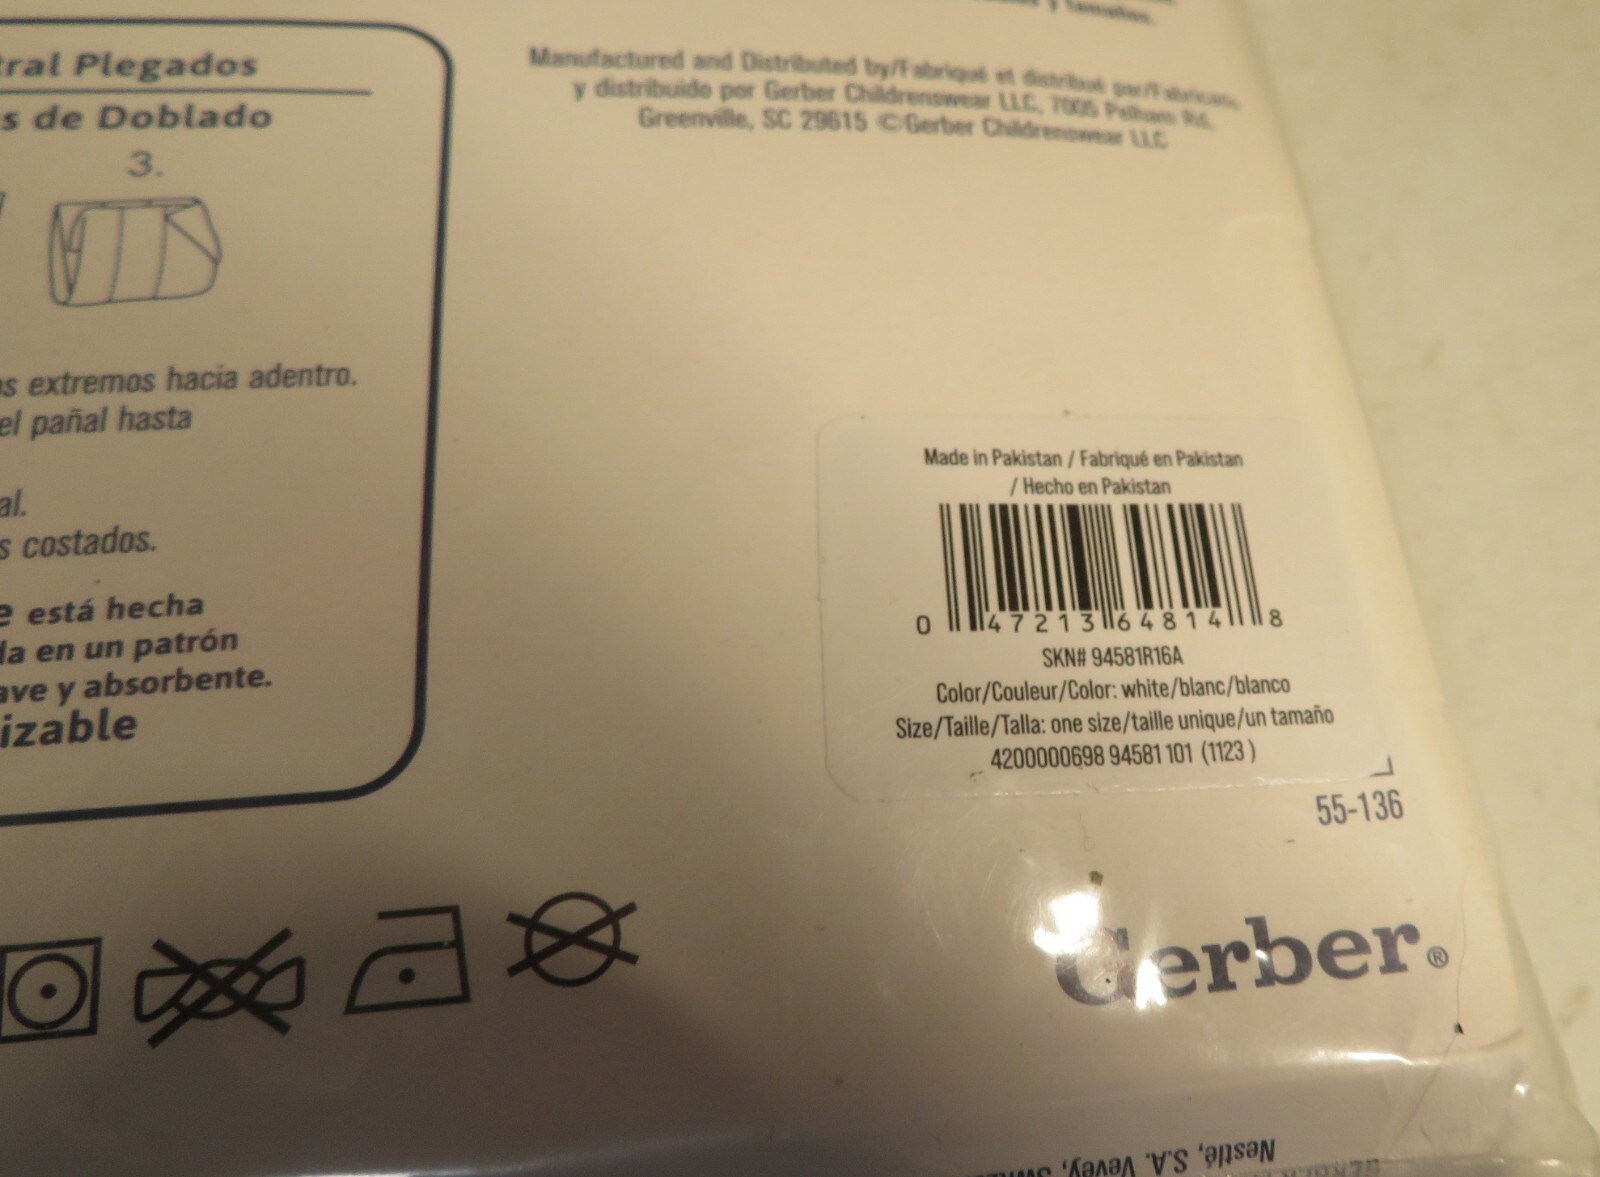 y tamaños.
Manufactured and Distributed by/Fabriqué et distribué par/Fabricado
y distribuido por Gerber Childrenswear LLC, 7005 Pelham Rd,
Greenville, SC 29615 ©Gerber Childrenswear LLC
tral Plegados
s de Doblado
3.
os extremos hacia adentro.
el pañal hasta
al.
s costados.
e está hecha
da en un patrón
ave y absorbente.
izable
Made in Pakistan / Fabriqué en Pakistan
/ Hecho en Pakistan
0 47213 64814 8
SKN# 94581R16A
Color/Couleur/Color: white/blanc/blanco
Size/Taille/Talla: one size/taille unique/un tamaño
4200000698 94581 101 (1123 )
55-136
Gerber®
Nestlé, S.A. Vevey,